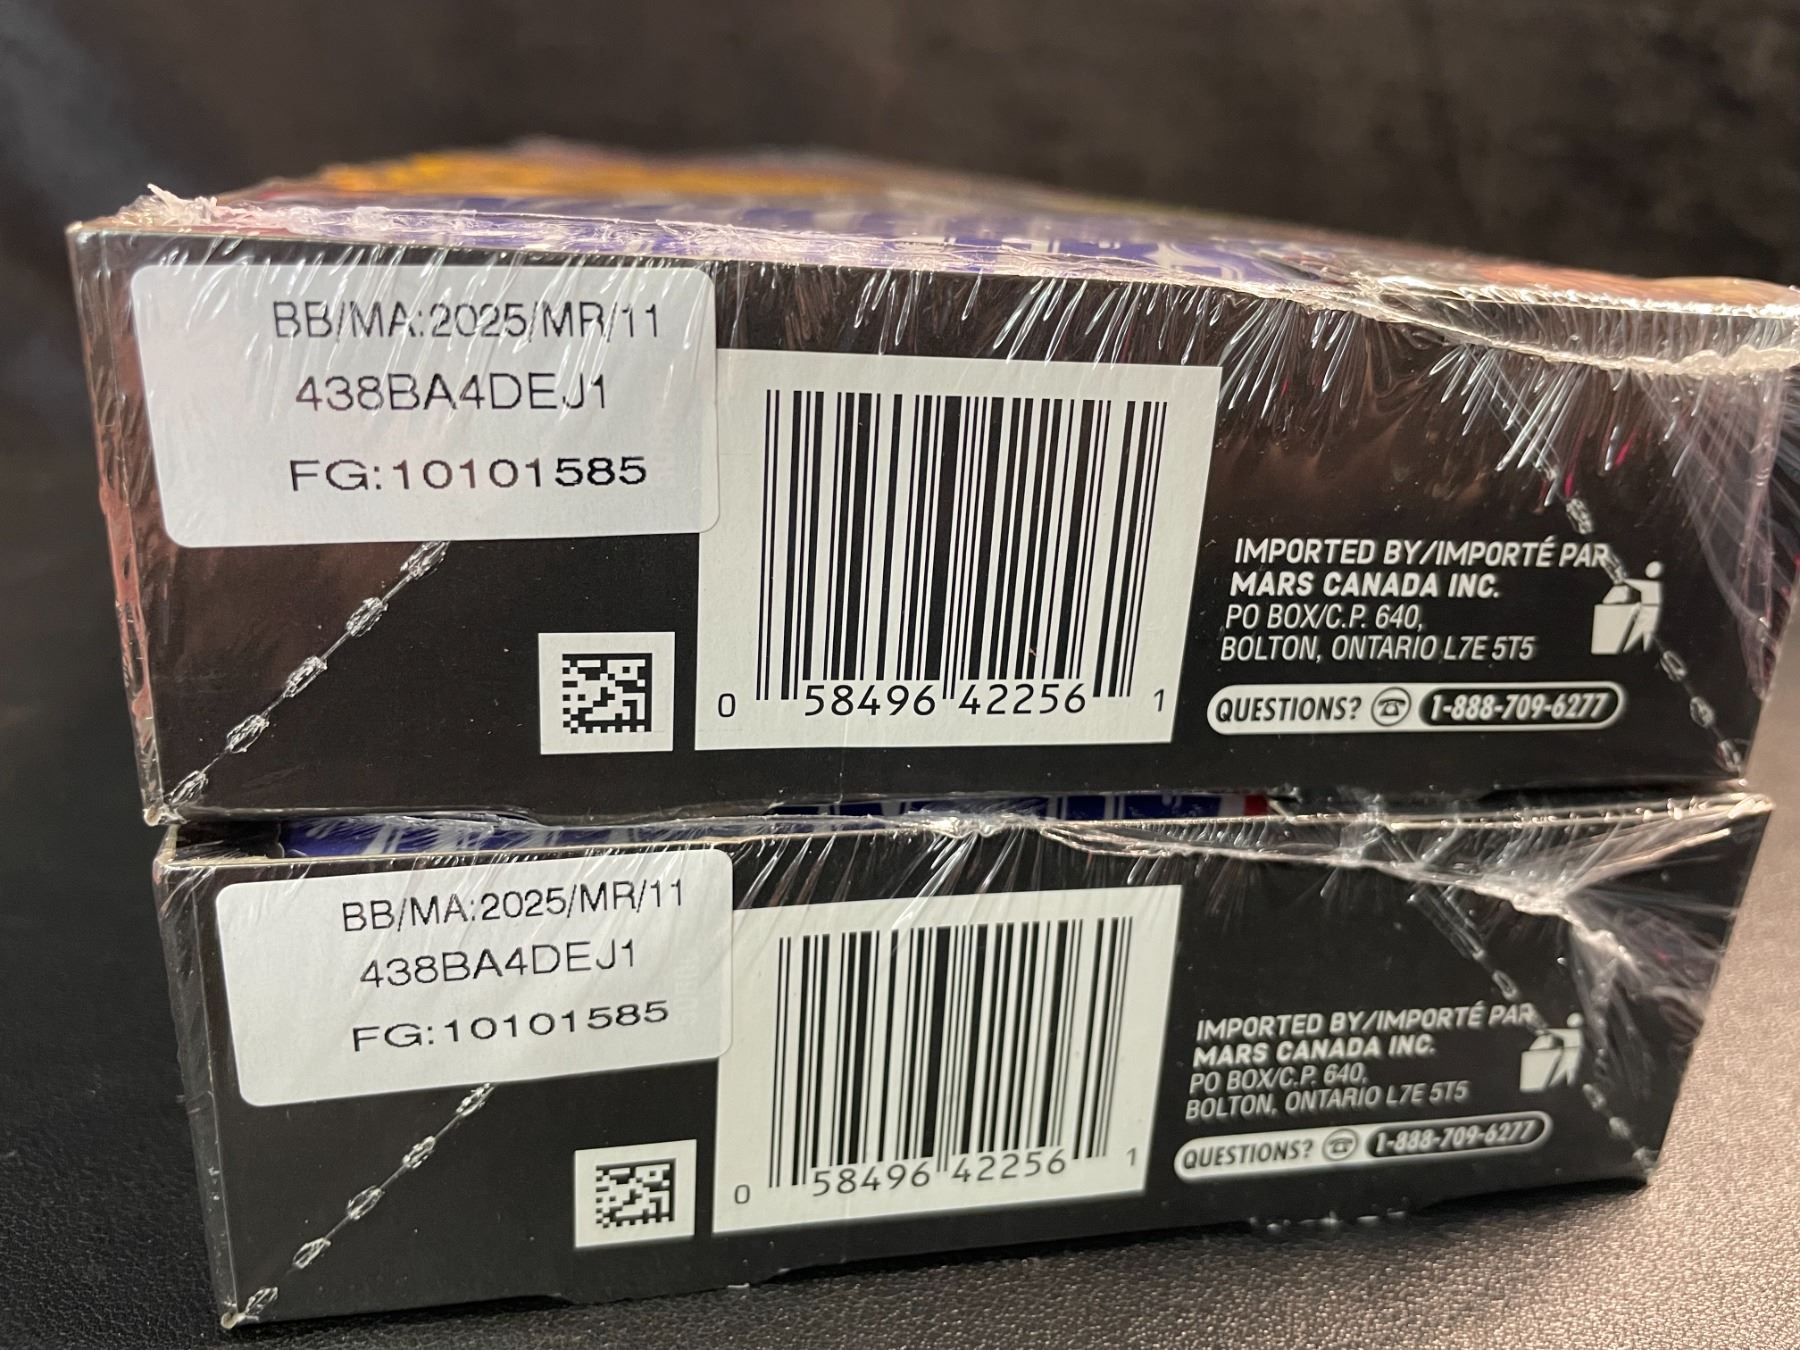 BB/MA:2025/MR/11
438BA4DEJ1
FG:10101585
0 58496 42256 1
IMPORTED BY/IMPORTÉ PAR
MARS CANADA INC.
PO BOX/C.P. 640,
BOLTON, ONTARIO L7E 5T5
QUESTIONS? 1-888-709-6277
BB/MA:2025/MR/11
438BA4DEJ1
FG:10101585
0 58496 42256 1
IMPORTED BY/IMPORTÉ PAR
MARS CANADA INC.
PO BOX/C.P. 640,
BOLTON, ONTARIO L7E 5T5
QUESTIONS? 1-888-709-6277